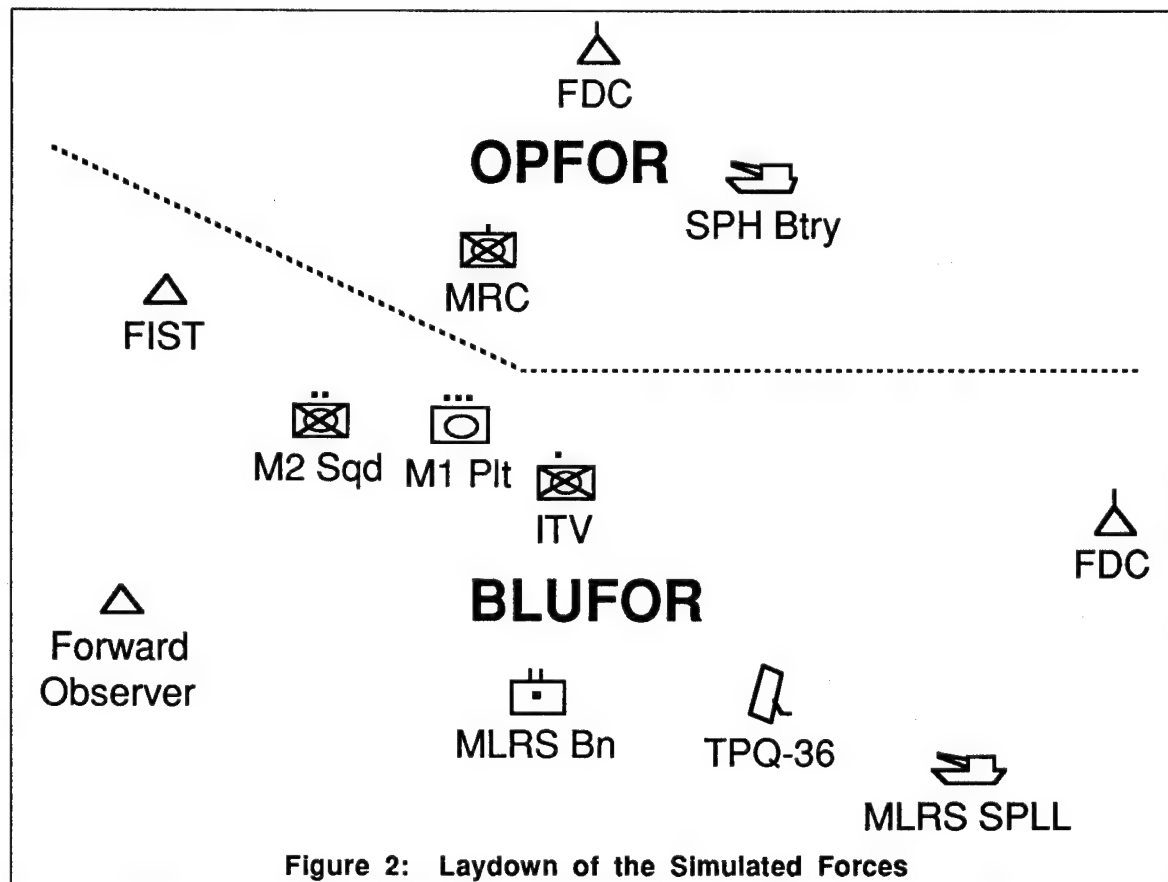 FDC
OPFOR
SPH Btry
MRC
FIST
M2 Sqd
M1 Plt
ITV
FDC
BLUFOR
Forward
Observer
MLRS Bn
TPQ-36
MLRS SPLL
Figure 2: Laydown of the Simulated Forces